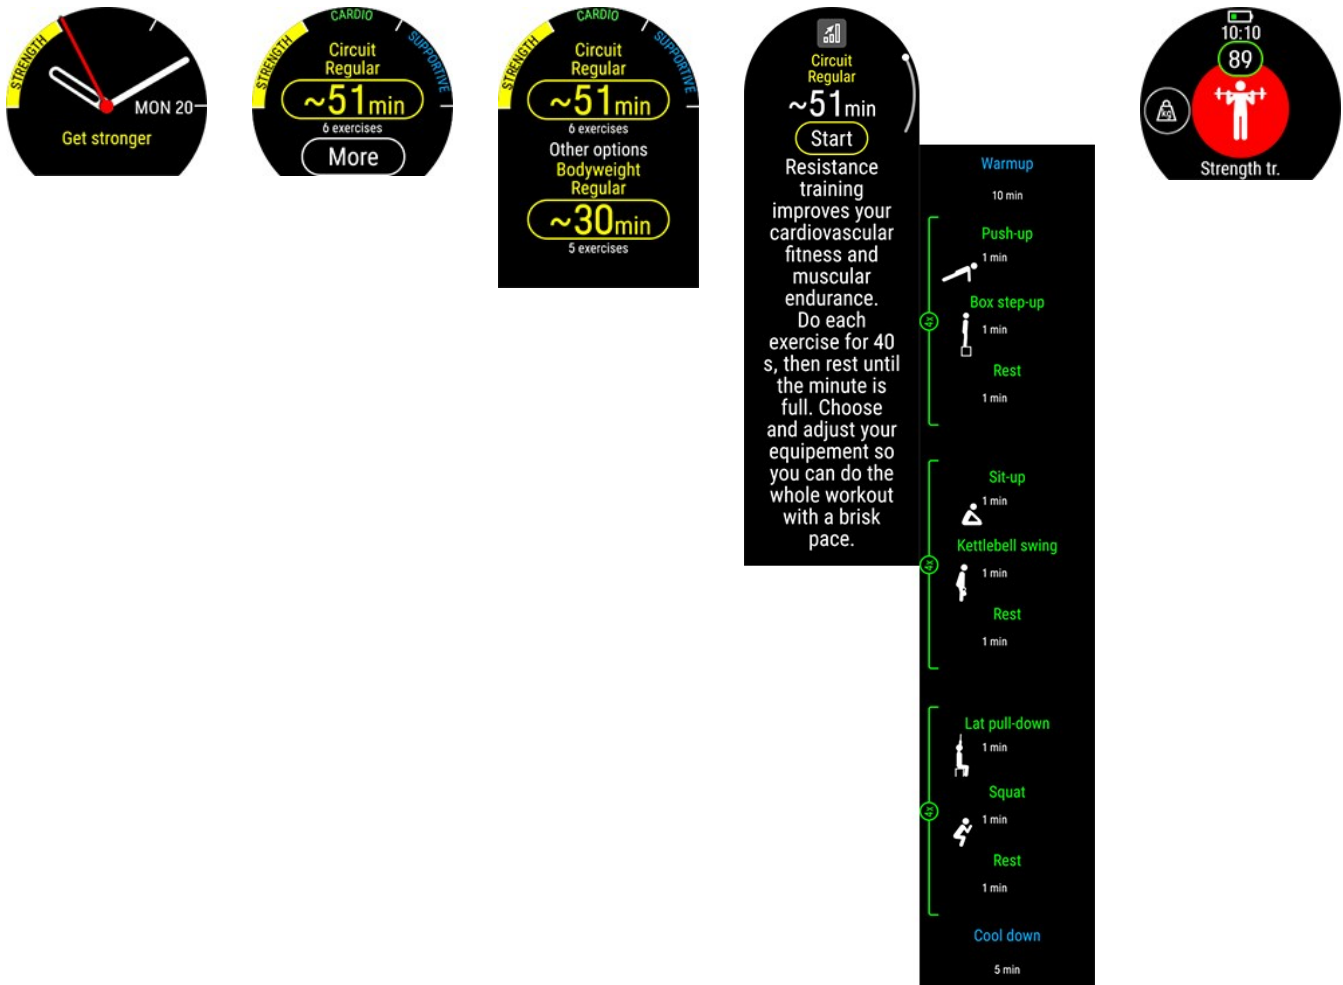 STRENGTH
MON 20
Get stronger
CARDIO
STRENGTH
SUPPORTIVE
Circuit
Regular
~51min
6 exercises
More
CARDIO
STRENGTH
SUPPORTIVE
Circuit
Regular
~51min
6 exercises
Other options
Bodyweight
Regular
~30min
5 exercises
Circuit
Regular
~51min
Start
Resistance
training
improves your
cardiovascular
fitness and
muscular
endurance.
Do each
exercise for 40
s, then rest until
the minute is
full. Choose
and adjust your
equipement so
you can do the
whole workout
with a brisk
pace.
Warmup
10 min
Push-up
1 min
Box step-up
4x
1 min
Rest
1 min
Sit-up
1 min
Kettlebell swing
4x
1 min
Rest
1 min
Lat pull-down
1 min
Squat
4x
1 min
Rest
1 min
Cool down
5 min
10:10
89
kg
Strength tr.